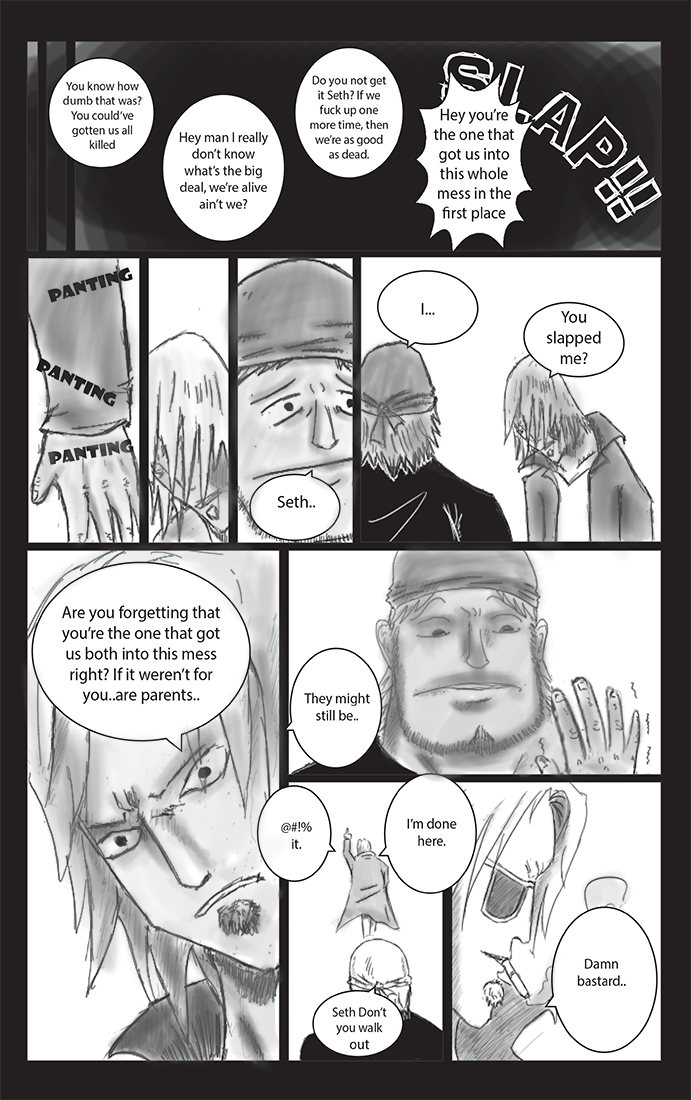 You know how
dumb that was?
You could've
gotten us all
killed
Hey man I really
don't know
what's the big
deal, we're alive
ain't we?
Do you not get
it Seth? If we
fuck up one
more time, then
we're as good
as dead.
Hey you're
the one that
got us into
this whole
mess in the
first place
SLAP!!
PANTING
PANTING
PANTING
Seth..
I...
You
slapped
me?
Are you forgetting that
you're the one that got
us both into this mess
right? If it weren't for
you..are parents..
They might
still be..
@#!%
it.
I'm done
here.
Seth Don't
you walk
out
Damn
bastard..